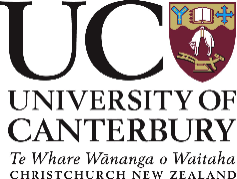 UC
UNIVERSITY OF
CANTERBURY
Te Whare Wānanga o Waitaha
CHRISTCHURCH NEW ZEALAND